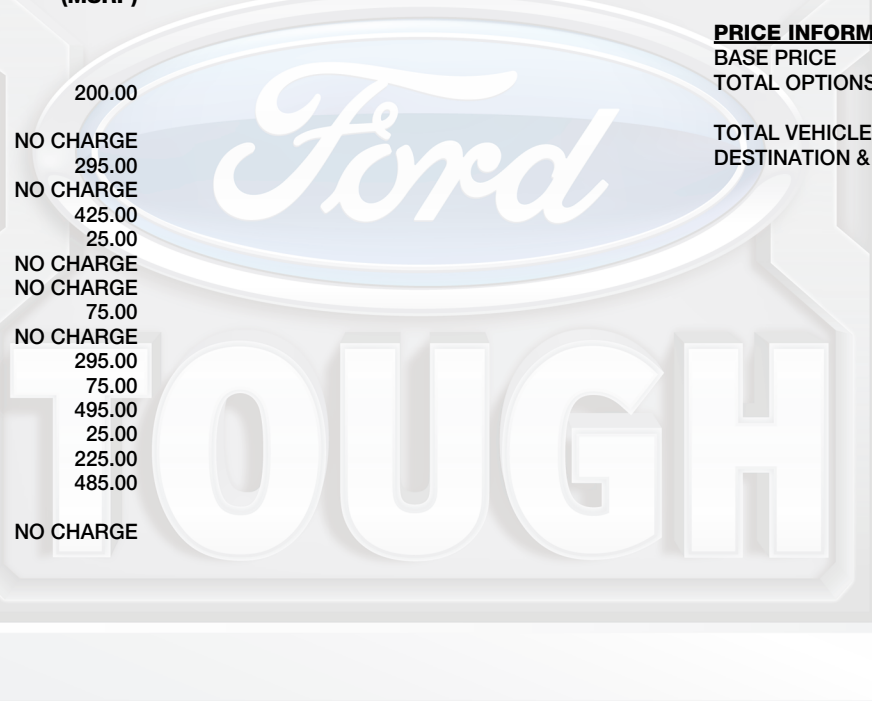 (MSRP)
200.00
NO CHARGE
295.00
NO CHARGE
425.00
25.00
NO CHARGE
NO CHARGE
75.00
NO CHARGE
295.00
75.00
495.00
25.00
225.00
485.00
NO CHARGE
PRICE INFORM
BASE PRICE
TOTAL OPTIONS
TOTAL VEHICLE
DESTINATION &
Ford
TOUGH